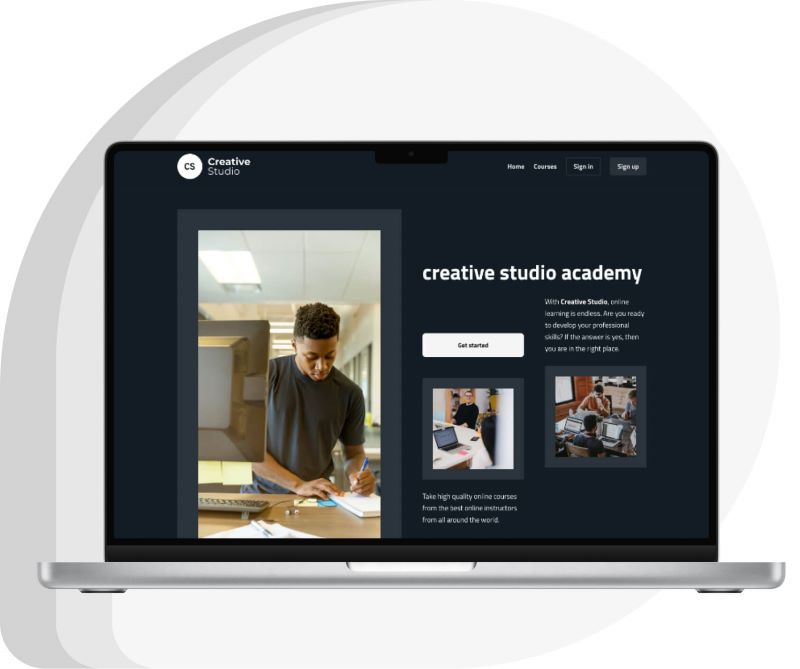 CS
Creative
Studio
Home
Courses
Sign in
Sign up
creative studio academy
With Creative Studio, online
learning is endless. Are you ready
to develop your professional
skills? If the answer is yes, then
you are in the right place.
Get started
Take high quality online courses
from the best online instructors
from all around the world.